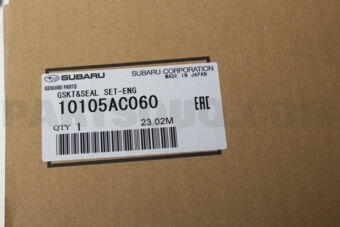 SUBARU
SUBARU CORPORATION
MADE IN JAPAN
GENUINE PARTS
GSKT&SEAL SET-ENG
10105AC060
EAC
QTY 1
23.02M